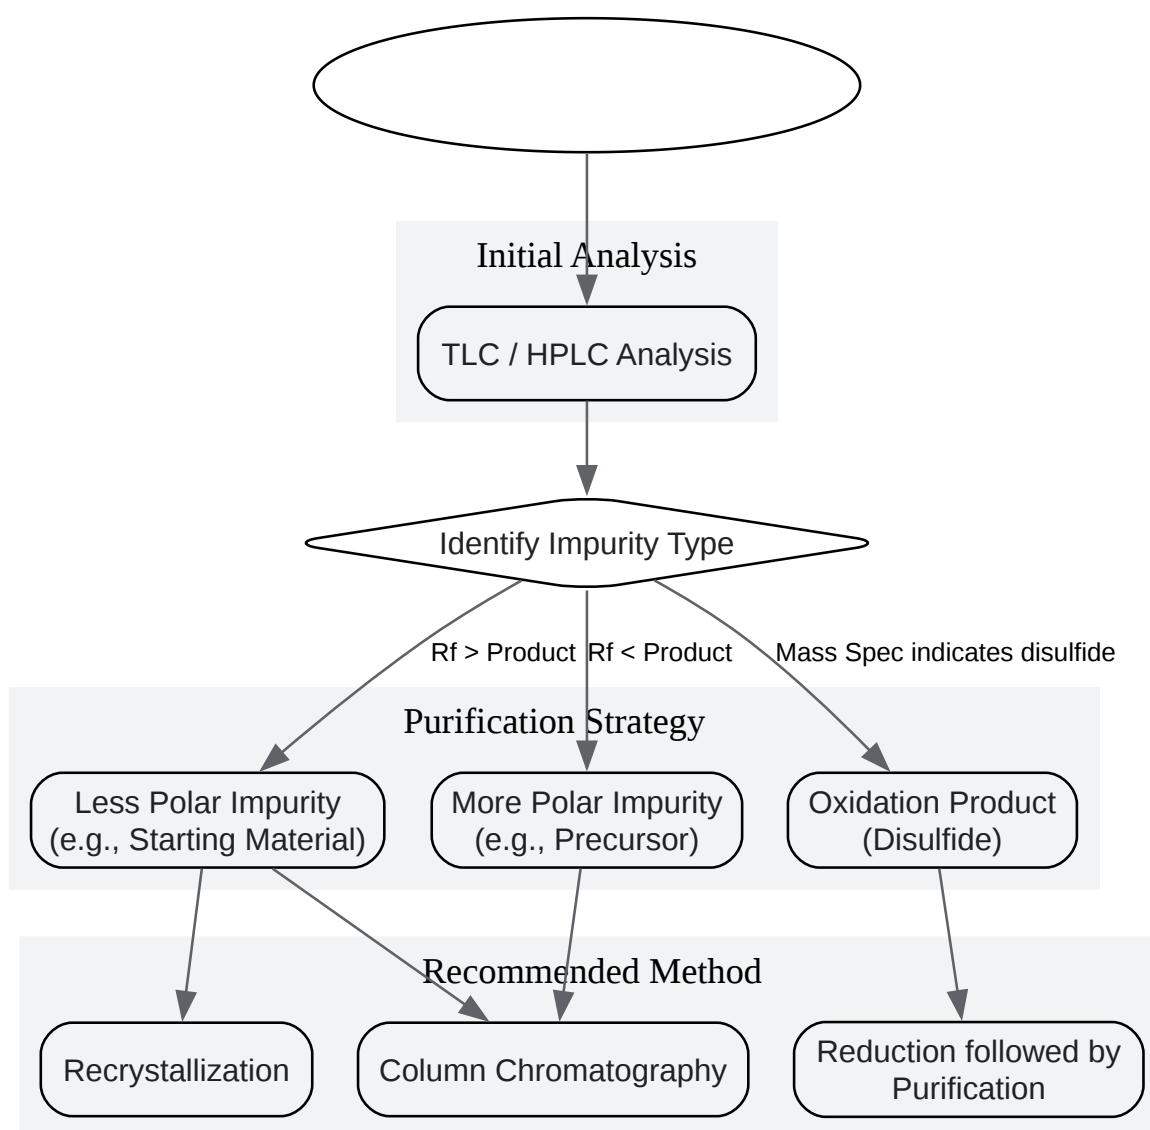 Initial Analysis
TLC / HPLC Analysis
Identify Impurity Type
Rf > Product
Rf < Product
Mass Spec indicates disulfide
Purification Strategy
Less Polar Impurity
(e.g., Starting Material)
More Polar Impurity
(e.g., Precursor)
Oxidation Product
(Disulfide)
Recommended Method
Recrystallization
Column Chromatography
Reduction followed by
Purification